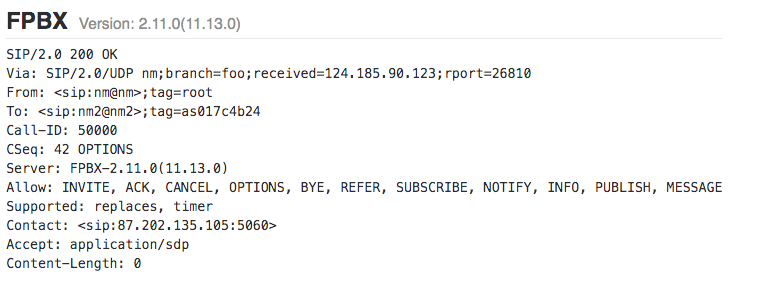 FPBX Version: 2.11.0(11.13.0)
SIP/2.0 200 OK
Via: SIP/2.0/UDP nm;branch=foo;received=124.185.90.123;rport=26810
From: <sip:nm@nm>;tag=root
To: <sip:nm2@nm2>;tag=as017c4b24
Call-ID: 50000
CSeq: 42 OPTIONS
Server: FPBX-2.11.0(11.13.0)
Allow: INVITE, ACK, CANCEL, OPTIONS, BYE, REFER, SUBSCRIBE, NOTIFY, INFO, PUBLISH, MESSAGE
Supported: replaces, timer
Contact: <sip:87.202.135.105:5060>
Accept: application/sdp
Content-Length: 0